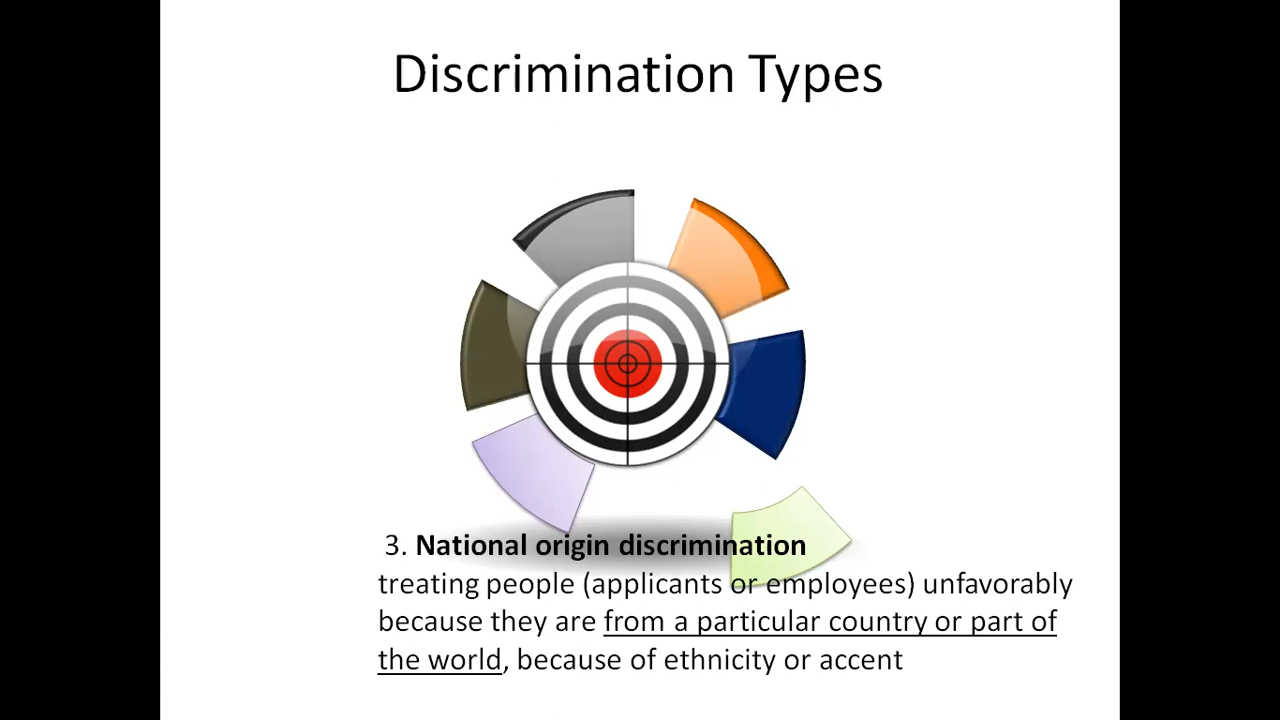 Discrimination Types
3. National origin discrimination
treating people (applicants or employees) unfavorably
because they are from a particular country or part of
the world, because of ethnicity or accent